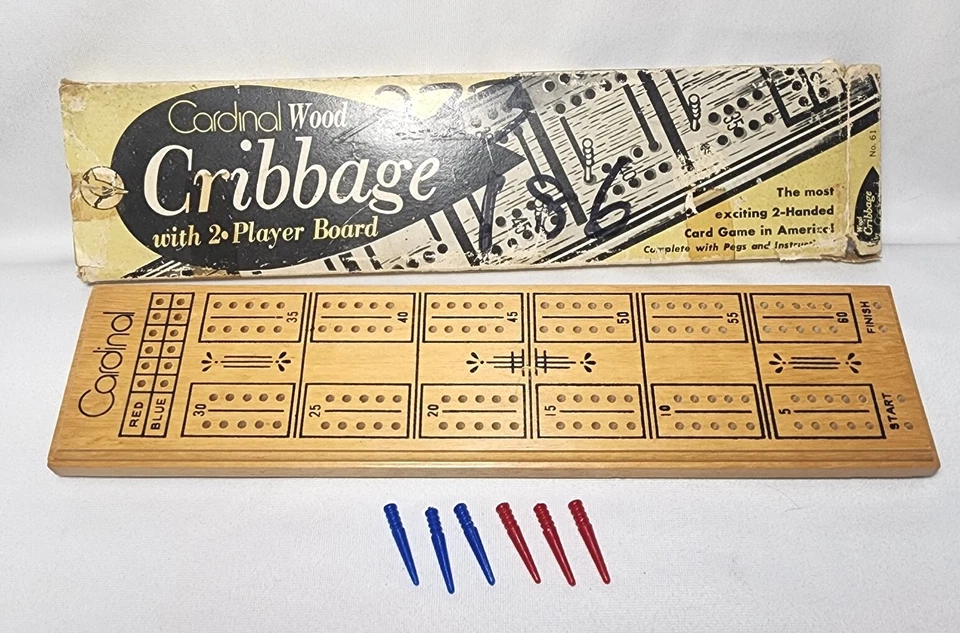 Cardinal Wood
Cribbage
with 2•Player Board
186
35
The most
exciting 2-Handed
Card Game in America!
Complete with Pegs and
No. 61
Wood
Cribbage
Cardinal
RED
BLUE
35
40
45
50
55
60
FINISH
30
25
20
15
10
5
START